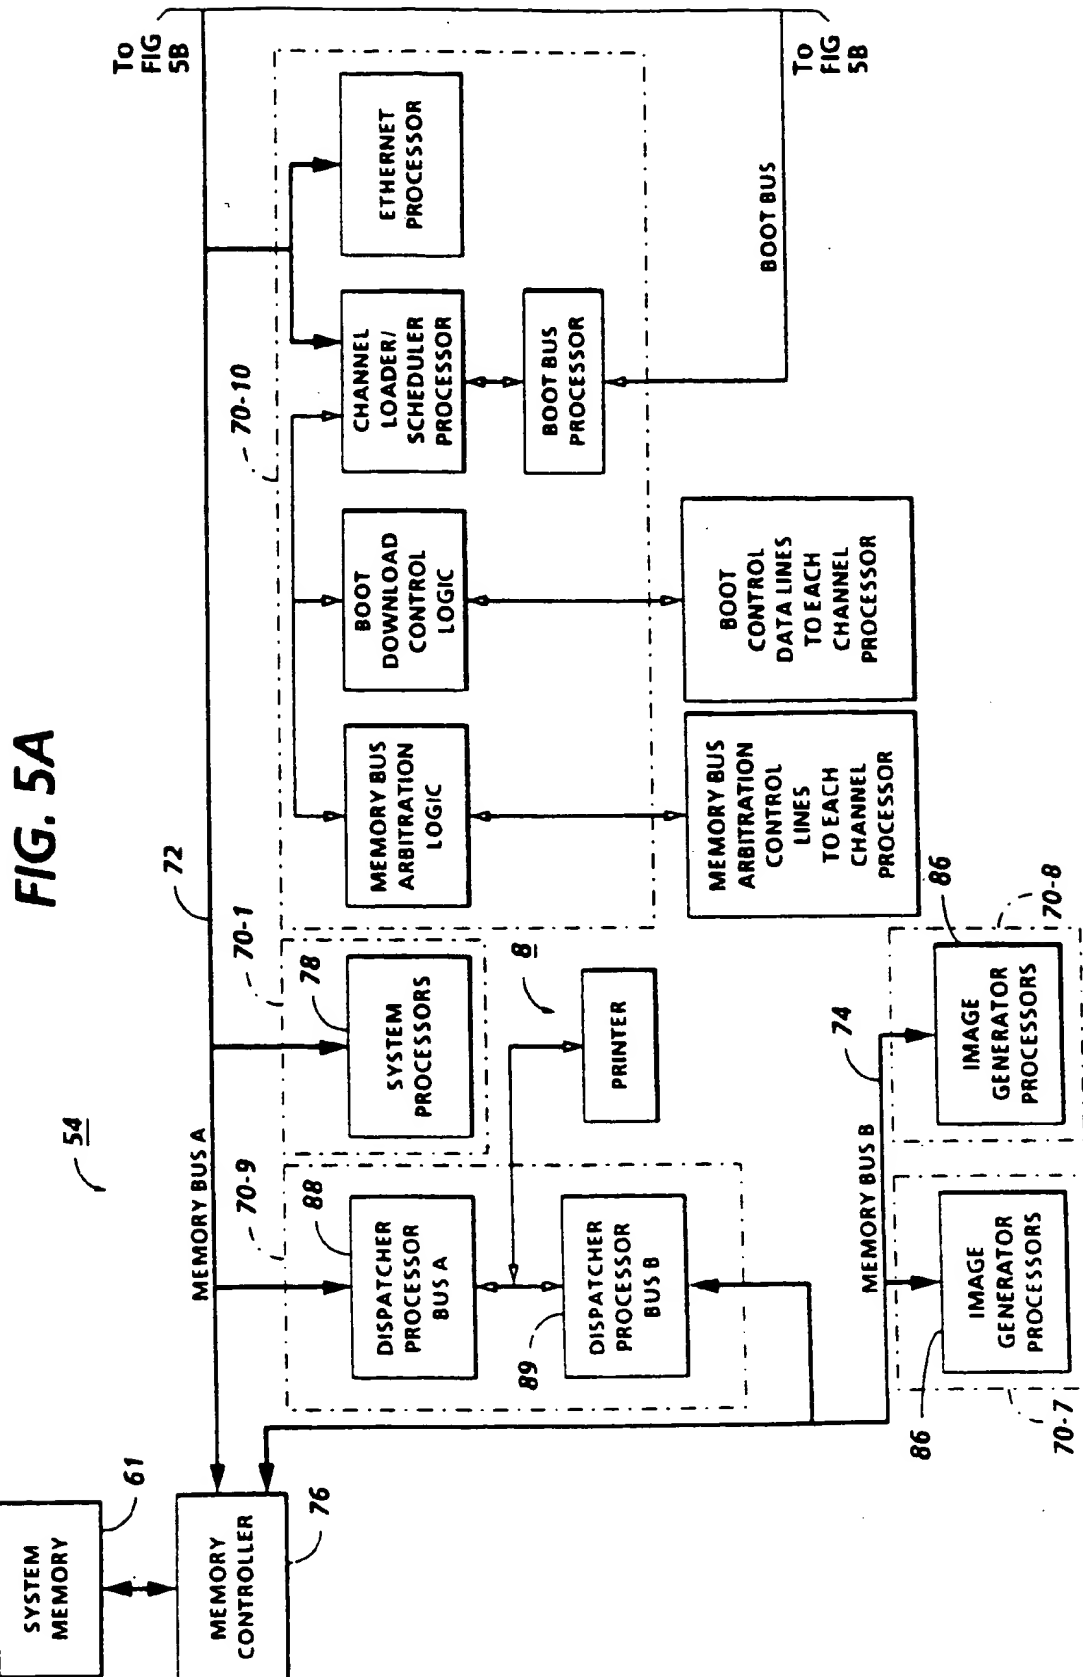 FIG. 5A
54
SYSTEM
MEMORY
61
MEMORY
CONTROLLER
76
MEMORY BUS A
72
To
FIG
5B
70-9
88
DISPATCHER
PROCESSOR
BUS A
89
DISPATCHER
PROCESSOR
BUS B
70-1
78
SYSTEM
PROCESSORS
8
PRINTER
70-10
MEMORY BUS
ARBITRATION
LOGIC
BOOT
DOWNLOAD
CONTROL
LOGIC
CHANNEL
LOADER/
SCHEDULER
PROCESSOR
ETHERNET
PROCESSOR
BOOT BUS
PROCESSOR
MEMORY BUS
ARBITRATION
CONTROL
LINES
TO EACH
CHANNEL
PROCESSOR
BOOT
CONTROL
DATA LINES
TO EACH
CHANNEL
PROCESSOR
BOOT BUS
To
FIG
5B
MEMORY BUS B
74
86
IMAGE
GENERATOR
PROCESSORS
70-7
86
IMAGE
GENERATOR
PROCESSORS
70-8